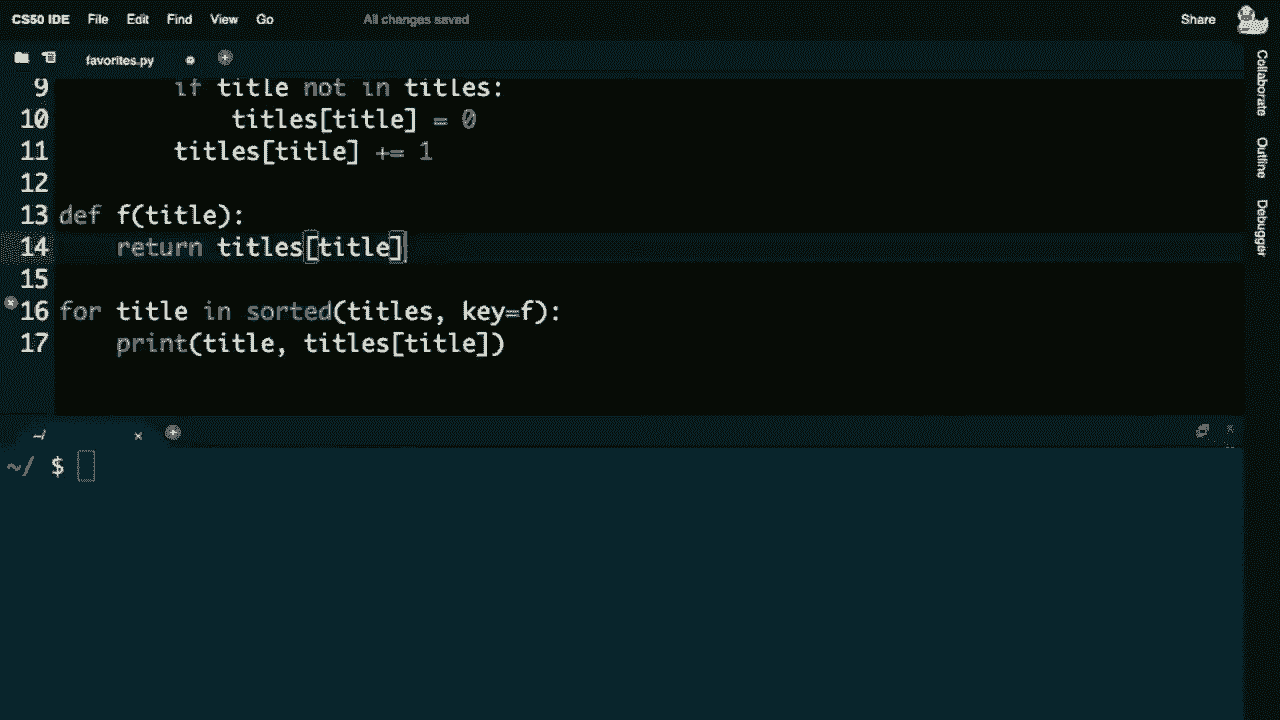 CS50 IDE File Edit Find View Go All changes saved Share
favorites.py
9 if title not in titles:
10 titles[title] = 0
11 titles[title] += 1
12
13 def f(title):
14 return titles[title]
15
16 for title in sorted(titles, key=f):
17 print(title, titles[title])
~/
~/ $
Collaborate
Outline
Debugger